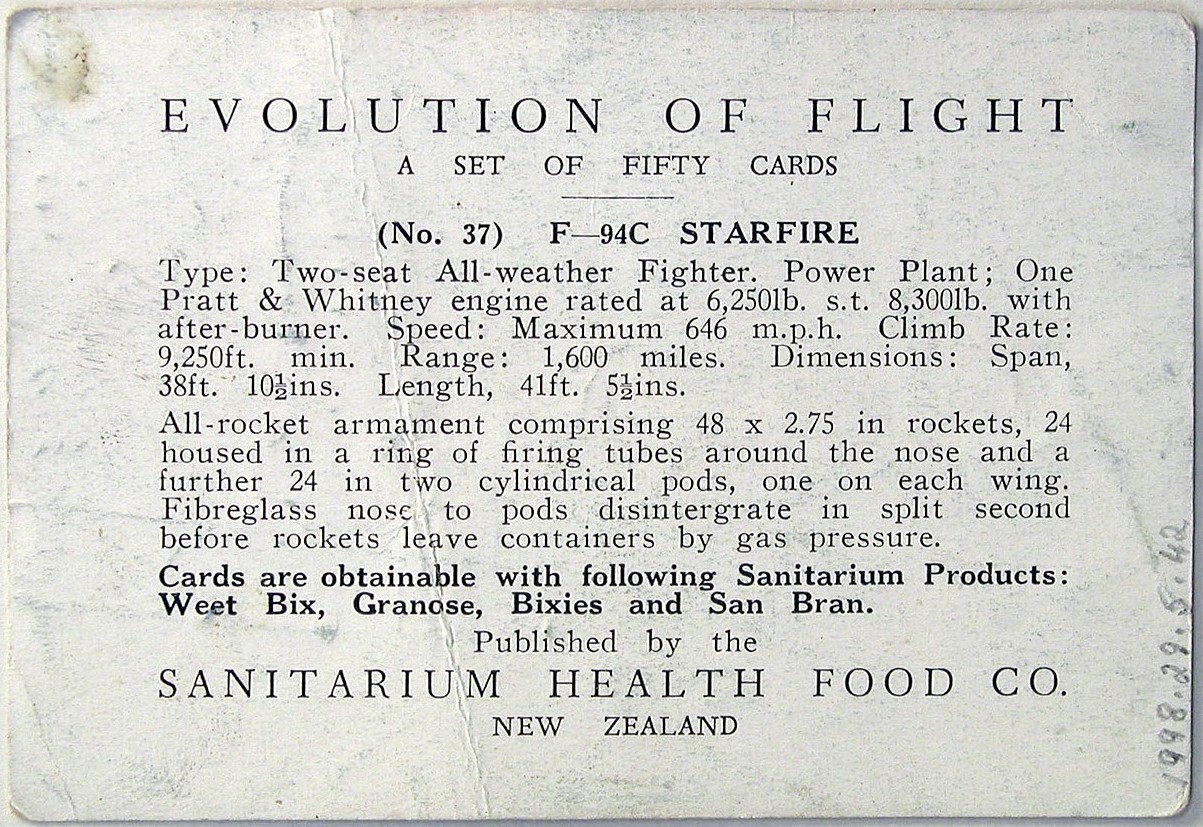 EVOLUTION OF FLIGHT
A SET OF FIFTY CARDS
(No. 37) F—94C STARFIRE
Type: Two-seat All-weather Fighter. Power Plant; One
Pratt & Whitney engine rated at 6,250lb. s.t. 8,300lb. with
after-burner. Speed: Maximum 646 m.p.h. Climb Rate:
9,250ft. min. Range: 1,600 miles. Dimensions: Span,
38ft. 10½ins. Length, 41ft. 5½ins.
All-rocket armament comprising 48 x 2.75 in rockets, 24
housed in a ring of firing tubes around the nose and a
further 24 in two cylindrical pods, one on each wing.
Fibreglass nose to pods disintergrate in split second
before rockets leave containers by gas pressure.
Cards are obtainable with following Sanitarium Products:
Weet Bix, Granose, Bixies and San Bran.
Published by the
SANITARIUM HEALTH FOOD CO.
NEW ZEALAND
1998.29.5.42